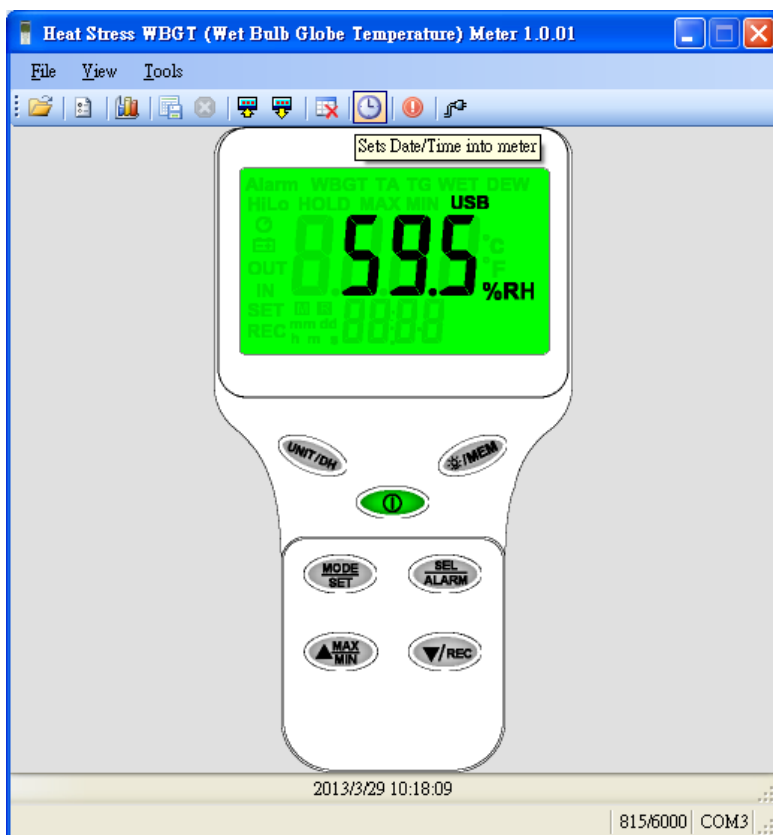 Heat Stress WBGT (Wet Bulb Globe Temperature) Meter 1.0.01
File View Tools
Sets Date/Time into meter
Alarm WBGT TA TG WET DEW
HiLo HOLD MAX MIN USB
59.5
°C
°F
OUT
IN
%RH
SET
REC mm dd
h m s
88:88
UNIT/DH
/MEM
MODE
SET
SEL
ALARM
▲MAX
MIN
▼/REC
2013/3/29 10:18:09
815/6000 COM3